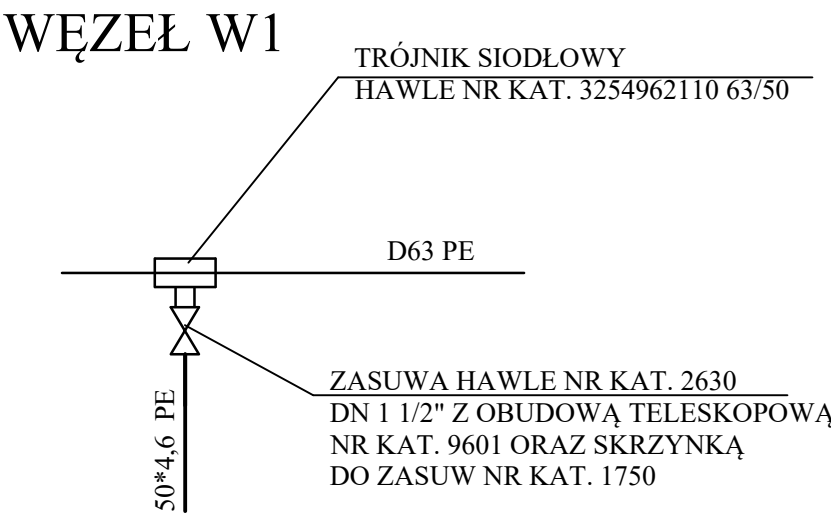 WĘZEŁ W1
TRÓJNIK SIODŁOWY
HAWLE NR KAT. 3254962110 63/50
D63 PE
ZASUWA HAWLE NR KAT. 2630
DN 1 1/2" Z OBUDOWĄ TELESKOPOWĄ
NR KAT. 9601 ORAZ SKRZYNKĄ
DO ZASUW NR KAT. 1750
50*4,6 PE